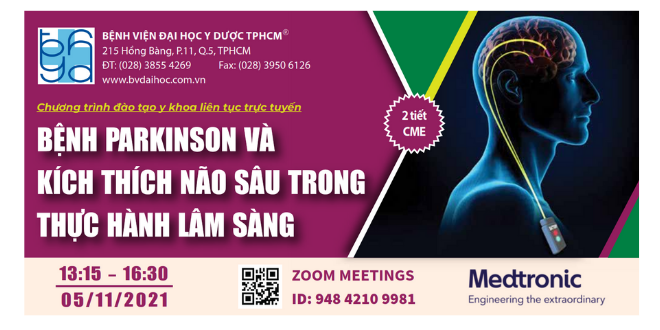 BỆNH VIỆN ĐẠI HỌC Y DƯỢC TPHCM®
215 Hồng Bàng, P.11, Q.5, TPHCM
ĐT: (028) 3855 4269 Fax: (028) 3950 6126
www.bvdaihoc.com.vn
Chương trình đào tạo y khoa liên tục trực tuyến
BỆNH PARKINSON VÀ
KÍCH THÍCH NÃO SÂU TRONG
THỰC HÀNH LÂM SÀNG
2 tiết
CME
13:15 – 16:30
05/11/2021
ZOOM MEETINGS
ID: 948 4210 9981
Medtronic
Engineering the extraordinary